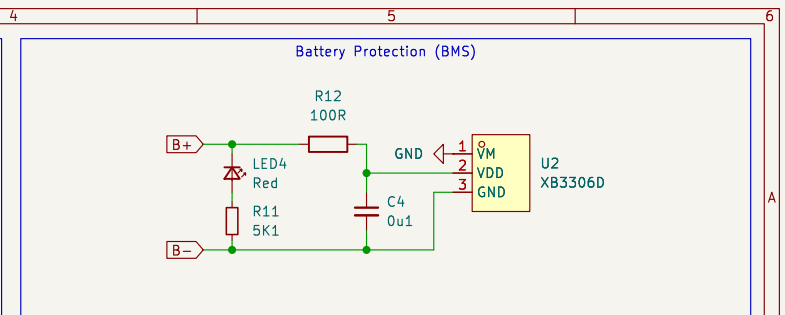 4 5 6
Battery Protection (BMS)
R12
100R
B+
GND
1 VM
2 VDD
3 GND
U2
XB3306D
LED4
Red
R11
5K1
C4
0u1
B-
A